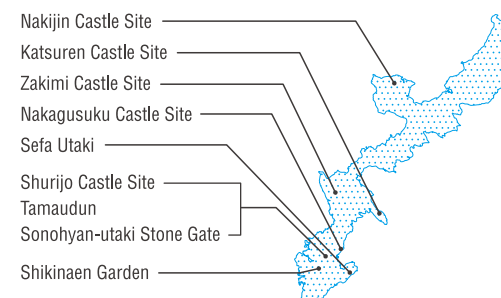 Nakijin Castle Site
Katsuren Castle Site
Zakimi Castle Site
Nakagusuku Castle Site
Sefa Utaki
Shurijo Castle Site
Tamaudun
Sonohyan-utaki Stone Gate
Shikinaen Garden